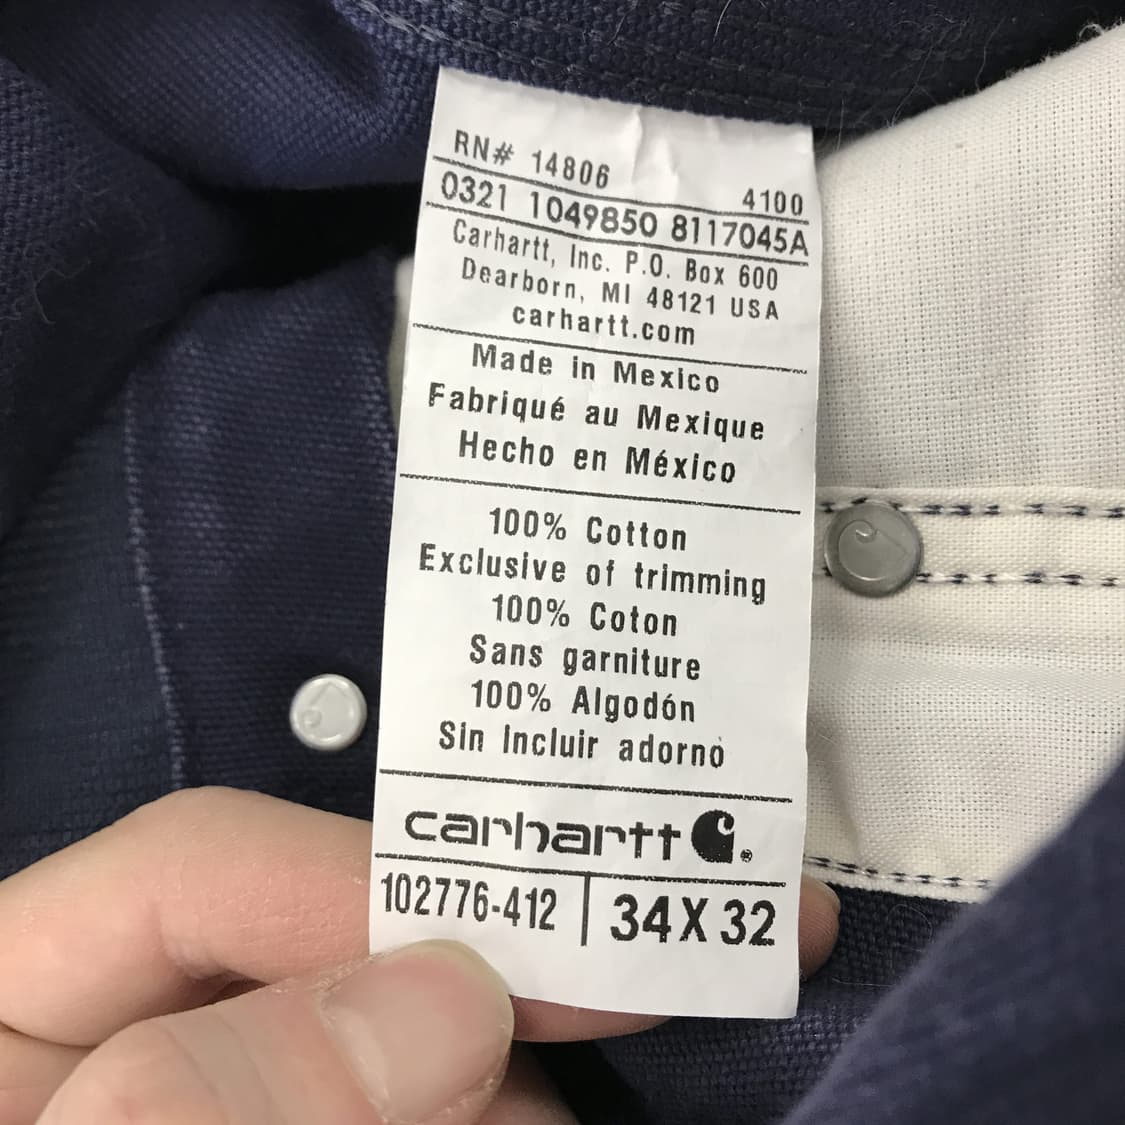 RN# 14806 4100
0321 1049850 8117045A
Carhartt, Inc. P.O. Box 600
Dearborn, MI 48121 USA
carhartt.com
Made in Mexico
Fabriqué au Mexique
Hecho en México
100% Cotton
Exclusive of trimming
100% Coton
Sans garniture
100% Algodón
Sin Incluir adorno
carhartt ®
102776-412 | 34 X 32